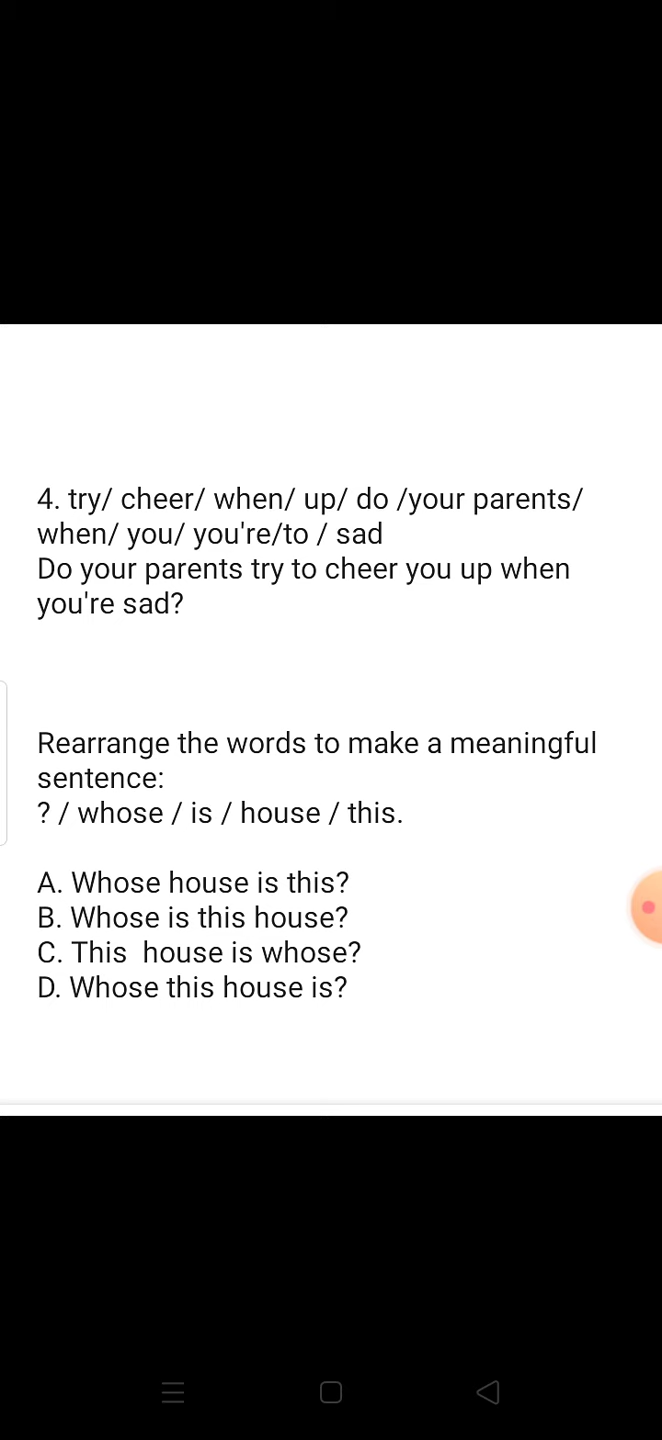 4. try/ cheer/ when/ up/ do /your parents/
when/ you/ you're/to / sad
Do your parents try to cheer you up when
you're sad?
Rearrange the words to make a meaningful
sentence:
? / whose / is / house / this.
A. Whose house is this?
B. Whose is this house?
C. This  house is whose?
D. Whose this house is?